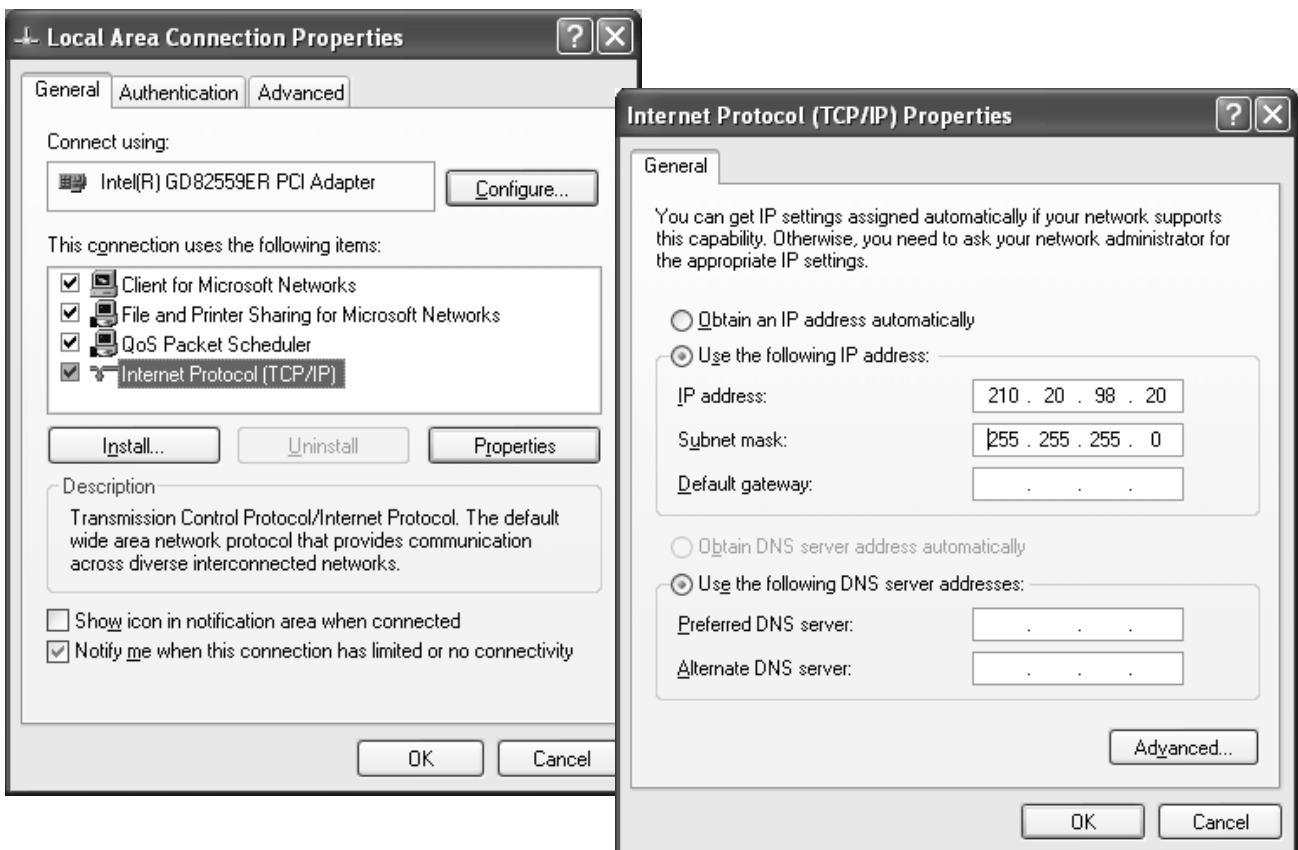 Local Area Connection Properties
General
Authentication
Advanced
Connect using:
Intel(R) GD82559ER PCI Adapter
Configure...
This connection uses the following items:
Client for Microsoft Networks
File and Printer Sharing for Microsoft Networks
QoS Packet Scheduler
Internet Protocol (TCP/IP)
Install...
Uninstall
Properties
Description
Transmission Control Protocol/Internet Protocol. The default
wide area network protocol that provides communication
across diverse interconnected networks.
Show icon in notification area when connected
Notify me when this connection has limited or no connectivity
OK
Cancel
Internet Protocol (TCP/IP) Properties
General
You can get IP settings assigned automatically if your network supports
this capability. Otherwise, you need to ask your network administrator for
the appropriate IP settings.
Obtain an IP address automatically
Use the following IP address:
IP address: 210 . 20 . 98 . 20
Subnet mask: 255 . 255 . 255 . 0
Default gateway: . . .
Obtain DNS server address automatically
Use the following DNS server addresses:
Preferred DNS server: . . .
Alternate DNS server: . . .
Advanced...
OK
Cancel